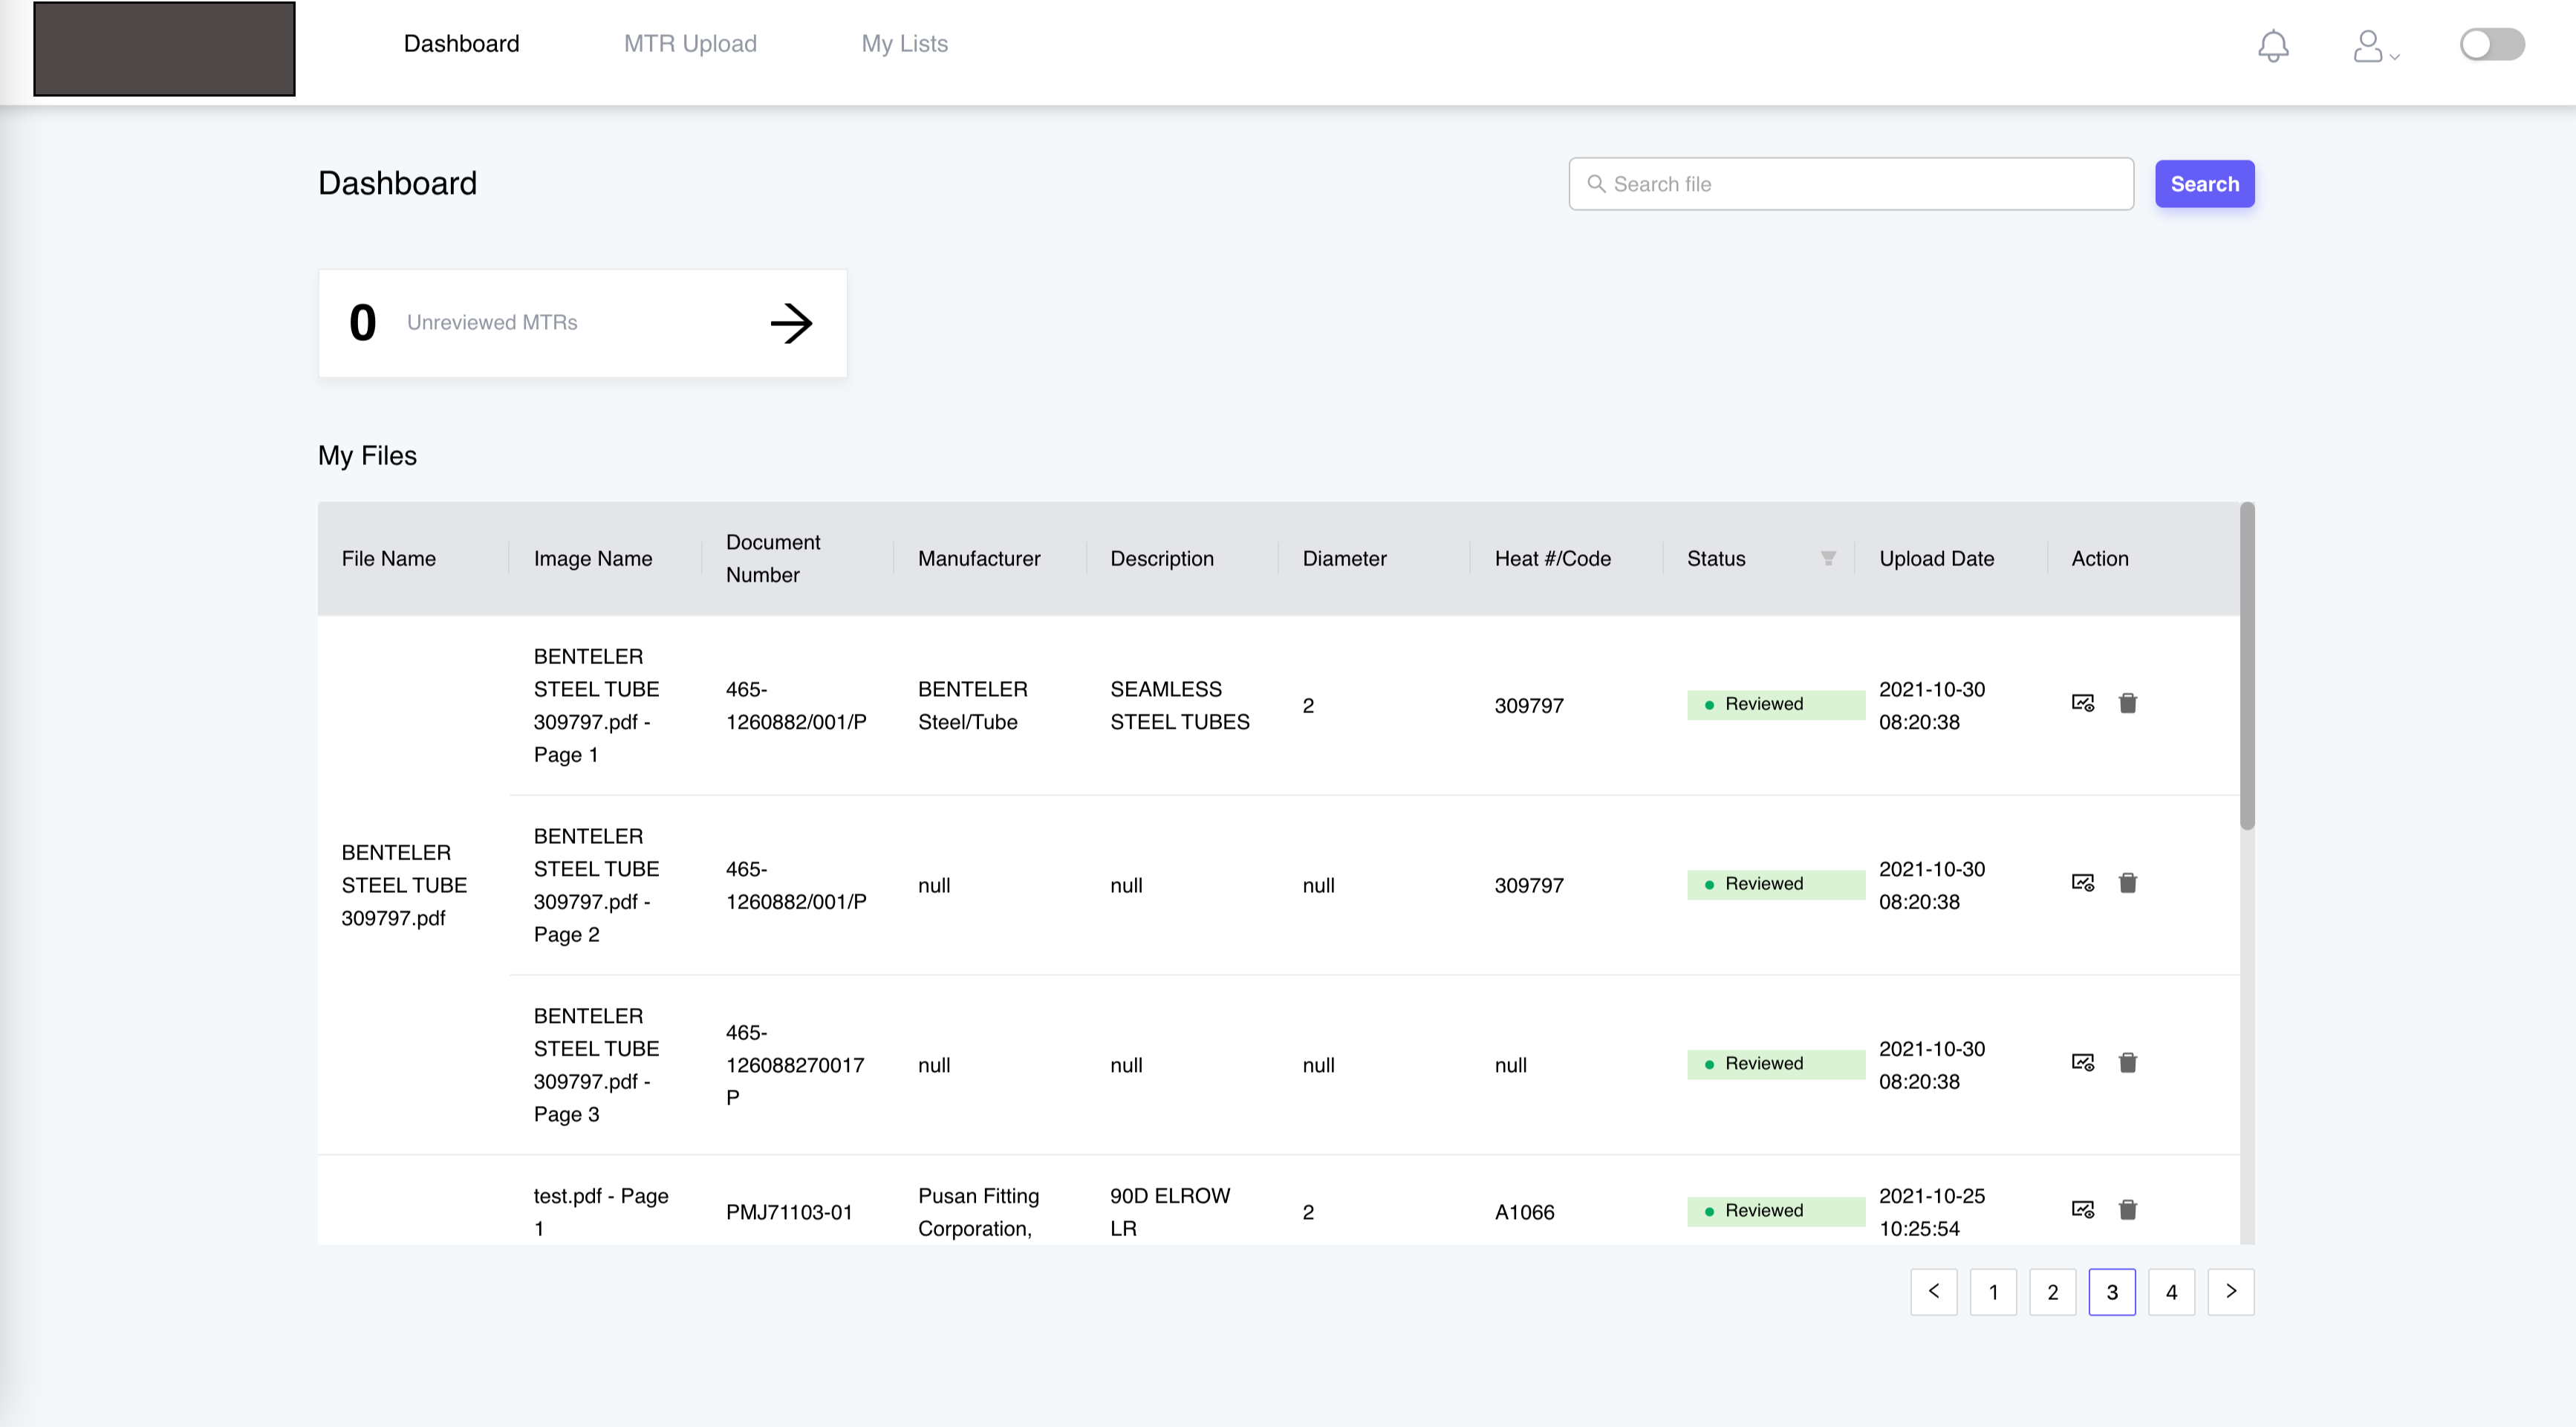 Dashboard
MTR Upload
My Lists
Dashboard
Search file
Search
0
Unreviewed MTRs
My Files
File Name
Image Name
Document
Number
Manufacturer
Description
Diameter
Heat #/Code
Status
Upload Date
Action
BENTELER
STEEL TUBE
309797.pdf
BENTELER
STEEL TUBE
309797.pdf -
Page 1
465-
1260882/001/P
BENTELER
Steel/Tube
SEAMLESS
STEEL TUBES
2
309797
Reviewed
2021-10-30
08:20:38
BENTELER
STEEL TUBE
309797.pdf -
Page 2
465-
1260882/001/P
null
null
null
309797
Reviewed
2021-10-30
08:20:38
BENTELER
STEEL TUBE
309797.pdf -
Page 3
465-
126088270017
P
null
null
null
null
Reviewed
2021-10-30
08:20:38
test.pdf - Page
1
PMJ71103-01
Pusan Fitting
Corporation,
90D ELROW
LR
2
A1066
Reviewed
2021-10-25
10:25:54
< 1 2 3 4 >